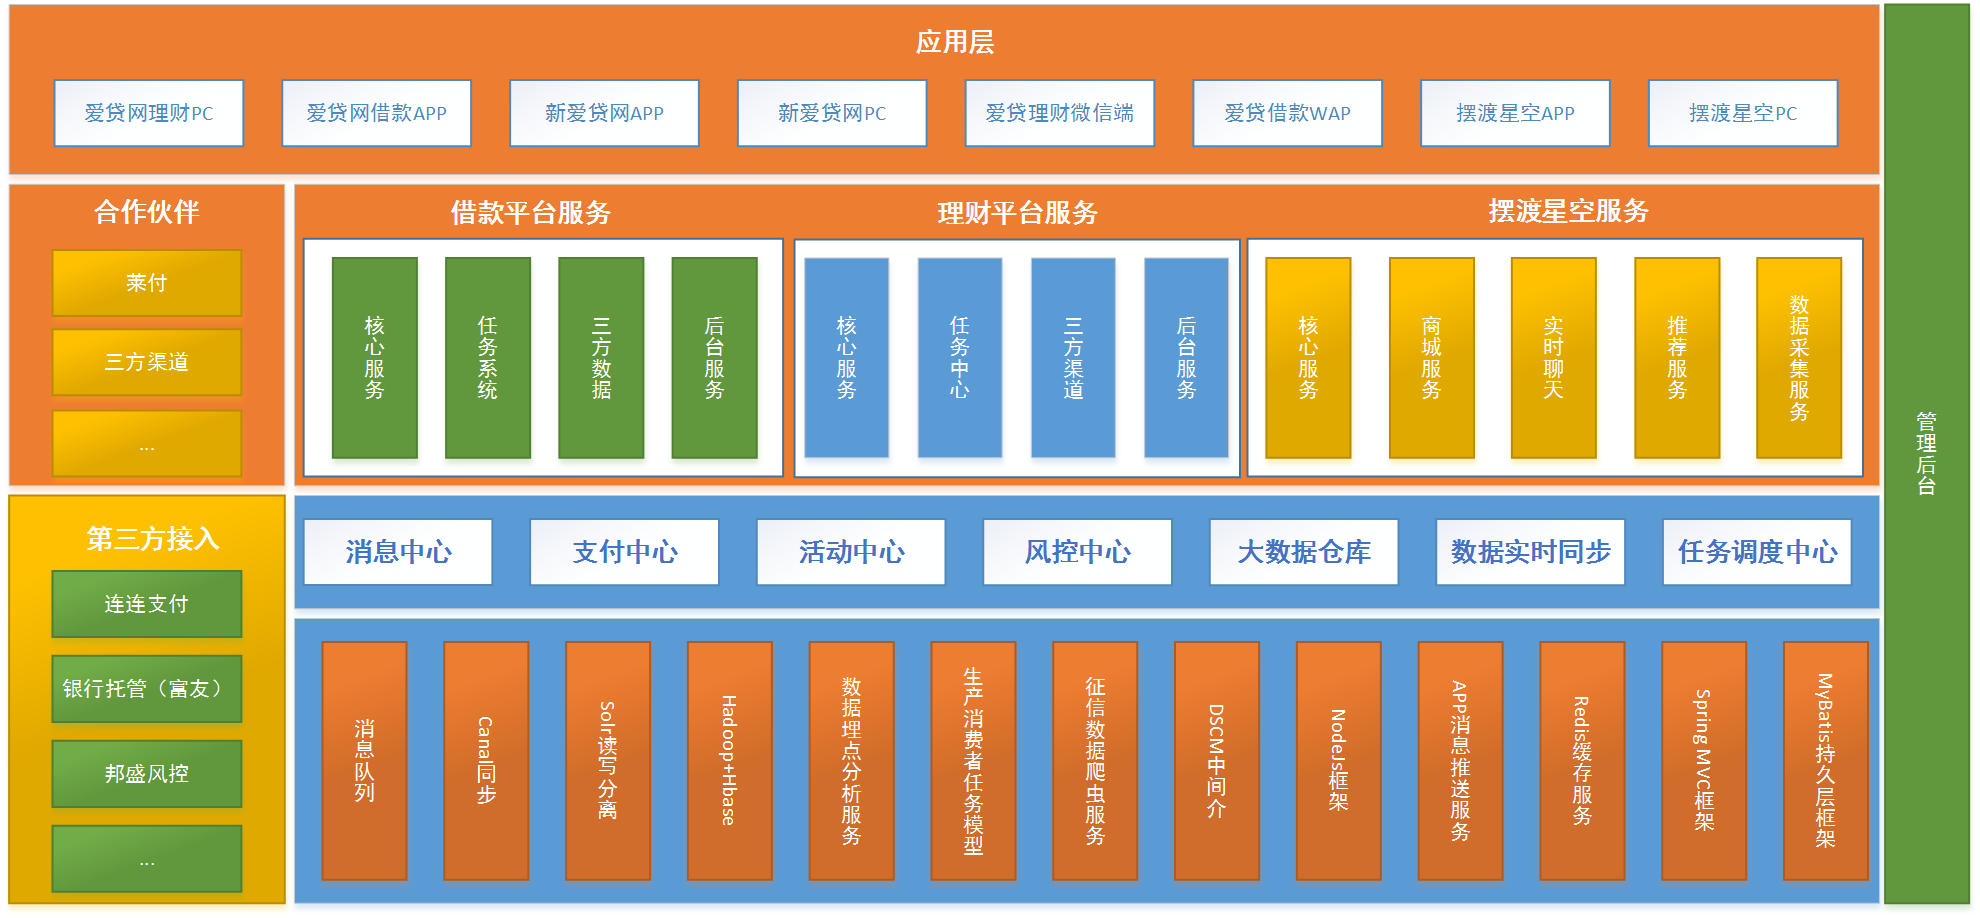 应用层
爱贷网理财PC
爱贷网借款APP
新爱贷网APP
新爱贷网PC
爱贷理财微信端
爱贷借款WAP
摆渡星空APP
摆渡星空PC
合作伙伴
莱付
三方渠道
...
借款平台服务
核心服务
任务系统
三方数据
后台服务
理财平台服务
核心服务
任务中心
三方渠道
后台服务
摆渡星空服务
核心服务
商城服务
实时聊天
推荐服务
数据采集服务
管理后台
第三方接入
连连支付
银行托管（富友）
邦盛风控
...
消息中心
支付中心
活动中心
风控中心
大数据仓库
数据实时同步
任务调度中心
消息队列
Canal同步
Solr读写分离
Hadoop+Hbase
数据埋点分析服务
生产消费者任务模型
征信数据爬虫服务
DSCM中间介
NodeJs框架
APP消息推送服务
Redis缓存服务
Spring MVC框架
MyBatis持久层框架